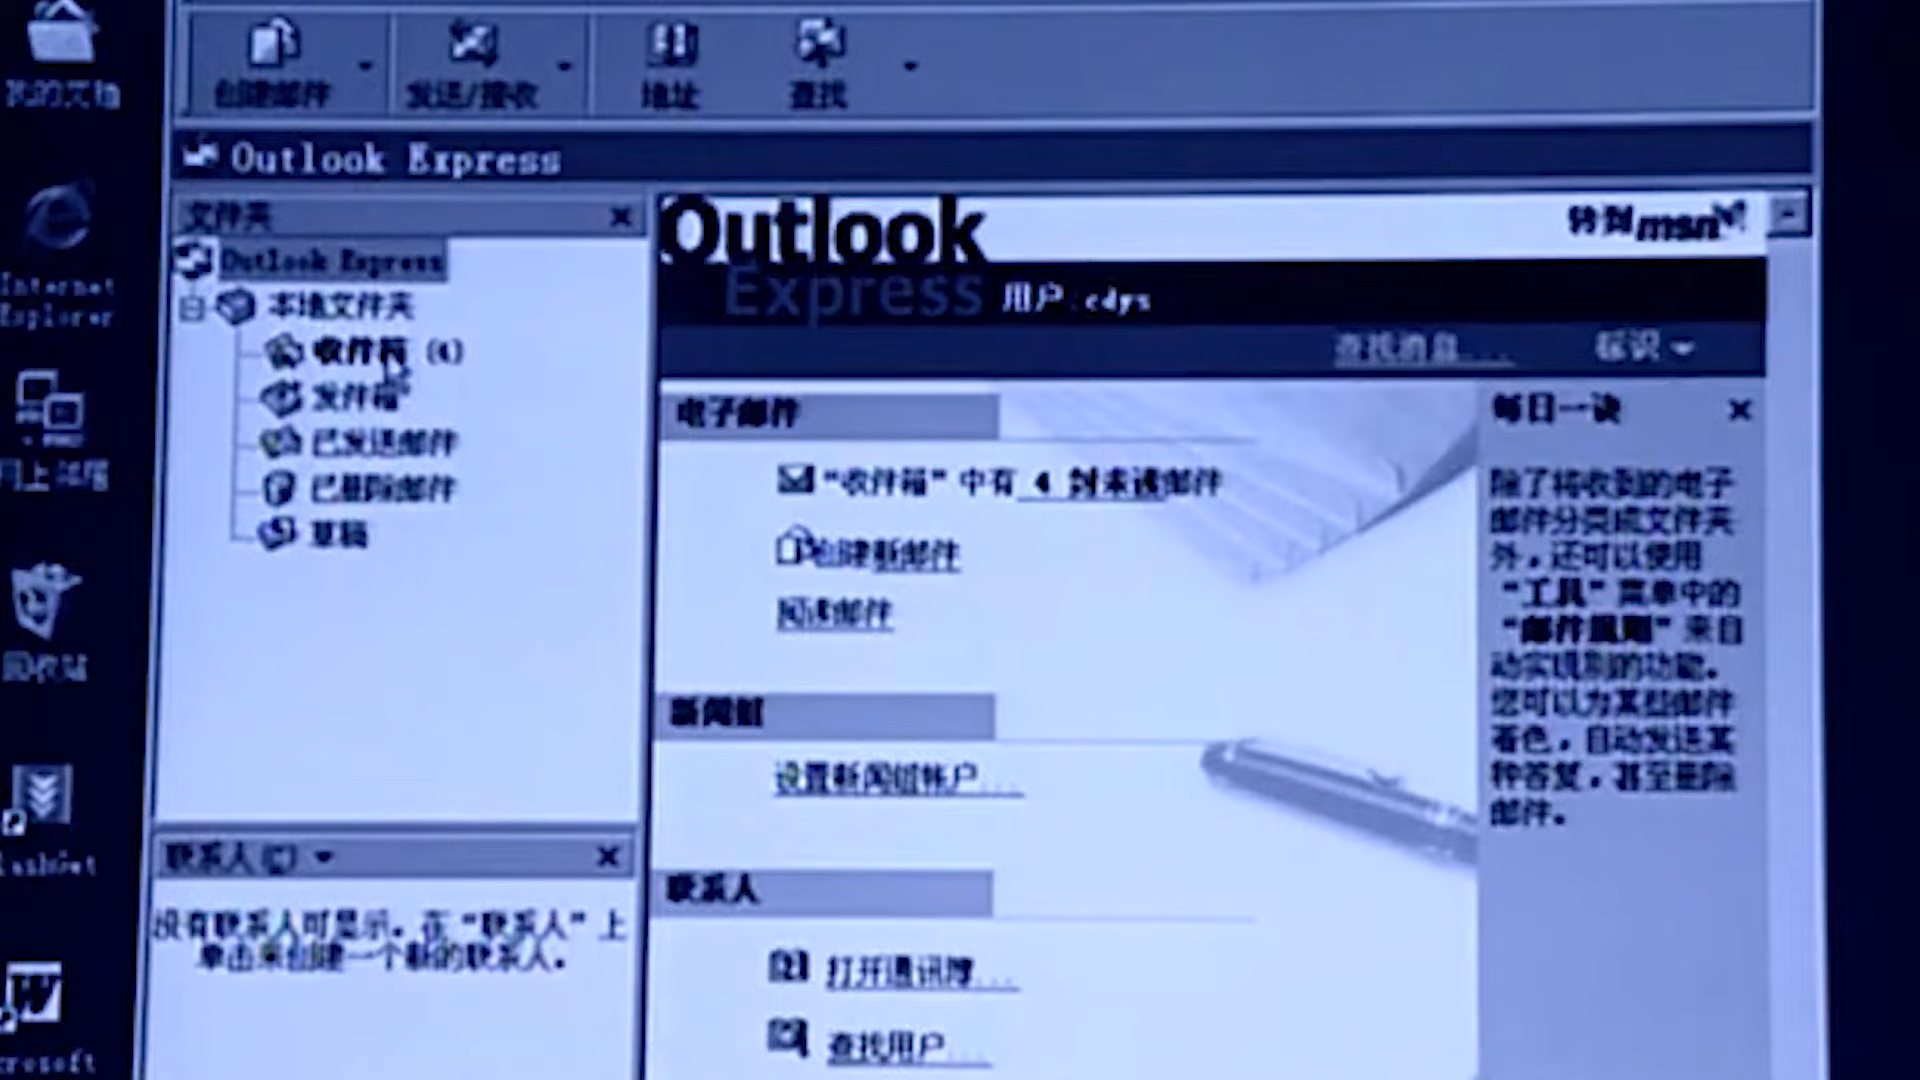 我的文档
Internet
Explorer
网上邻居
回收站
创建邮件
发送/接收
地址
查找
Outlook Express
文件夹
Outlook Express
本地文件夹
收件箱 (4)
发件箱
已发送邮件
已删除邮件
草稿
联系人(C)
没有联系人可显示。在“联系人”上
单击来创建一个新的联系人。
Outlook
Express 用户:cdys
转到msn
查找消息...
标识
电子邮件
“收件箱”中有 4 封未读邮件
创建新邮件
阅读邮件
新闻组
设置新闻组帐户...
联系人
打开通讯簿...
查找用户...
每日一诀
除了将收到的电子
邮件分类成文件夹
外，还可以使用
“工具”菜单中的
“邮件规则”来自
动实现别的功能。
您可以为某些邮件
着色，自动发送某
种答复，甚至删除
邮件。